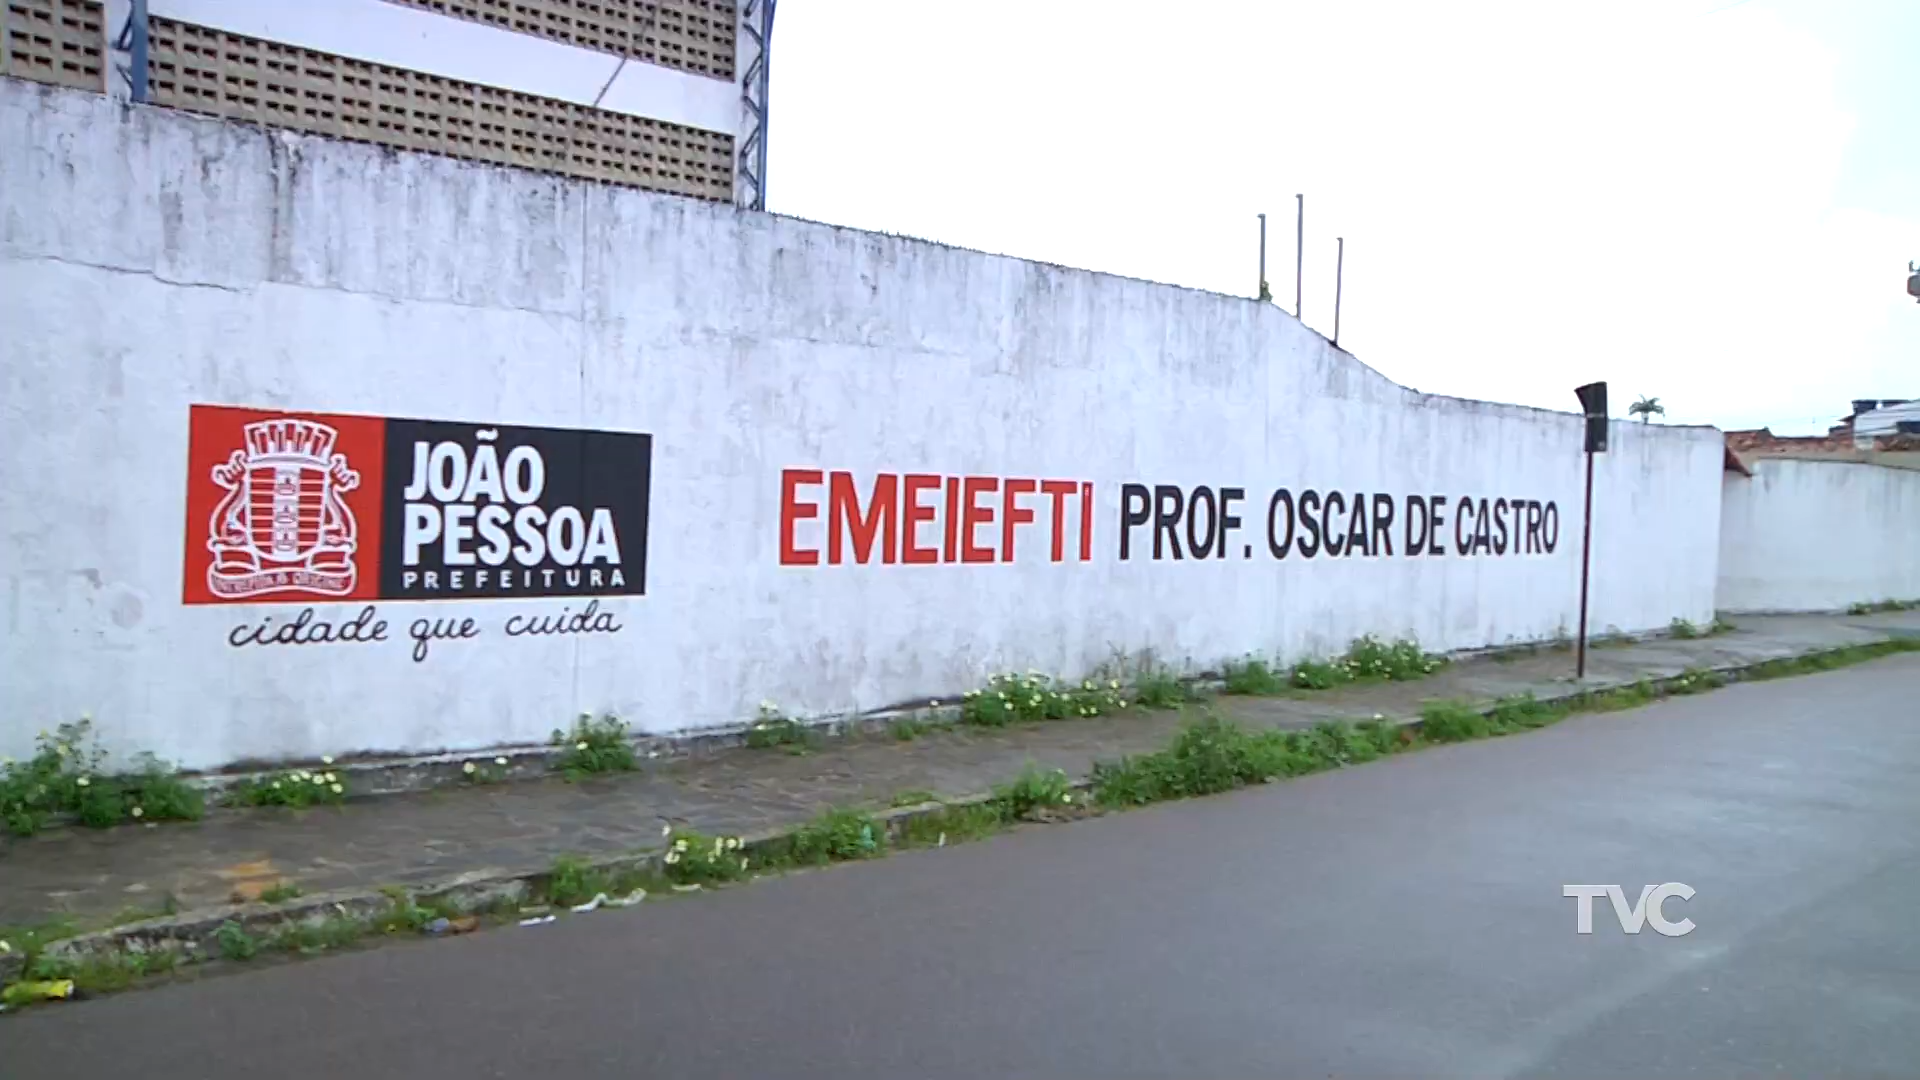 JOÃO
PESSOA
PREFEITURA
cidade que cuida
EMEIEFTI PROF. OSCAR DE CASTRO
TVC